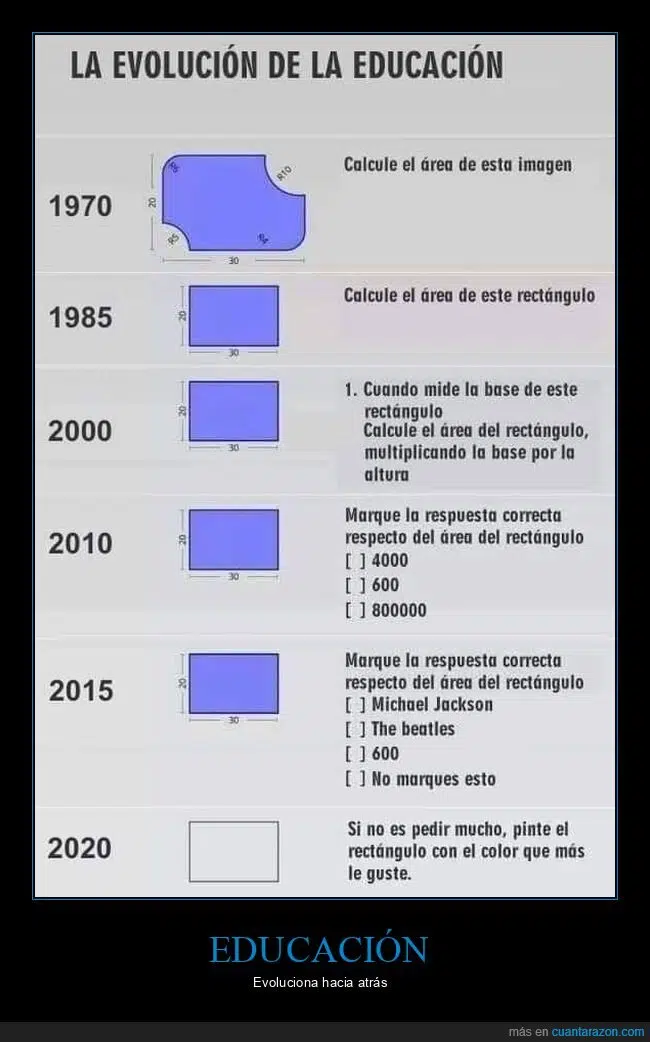 LA EVOLUCIÓN DE LA EDUCACIÓN
1970
R6
R10
20
R5
R4
30
Calcule el área de esta imagen
1985
20
30
Calcule el área de este rectángulo
2000
20
30
1. Cuando mide la base de este
rectángulo
Calcule el área del rectángulo,
multiplicando la base por la
altura
2010
20
30
Marque la respuesta correcta
respecto del área del rectángulo
[ ] 4000
[ ] 600
[ ] 800000
2015
20
30
Marque la respuesta correcta
respecto del área del rectángulo
[ ] Michael Jackson
[ ] The beatles
[ ] 600
[ ] No marques esto
2020
Si no es pedir mucho, pinte el
rectángulo con el color que más
le guste.
EDUCACIÓN
Evoluciona hacia atrás
más en cuantarazon.com